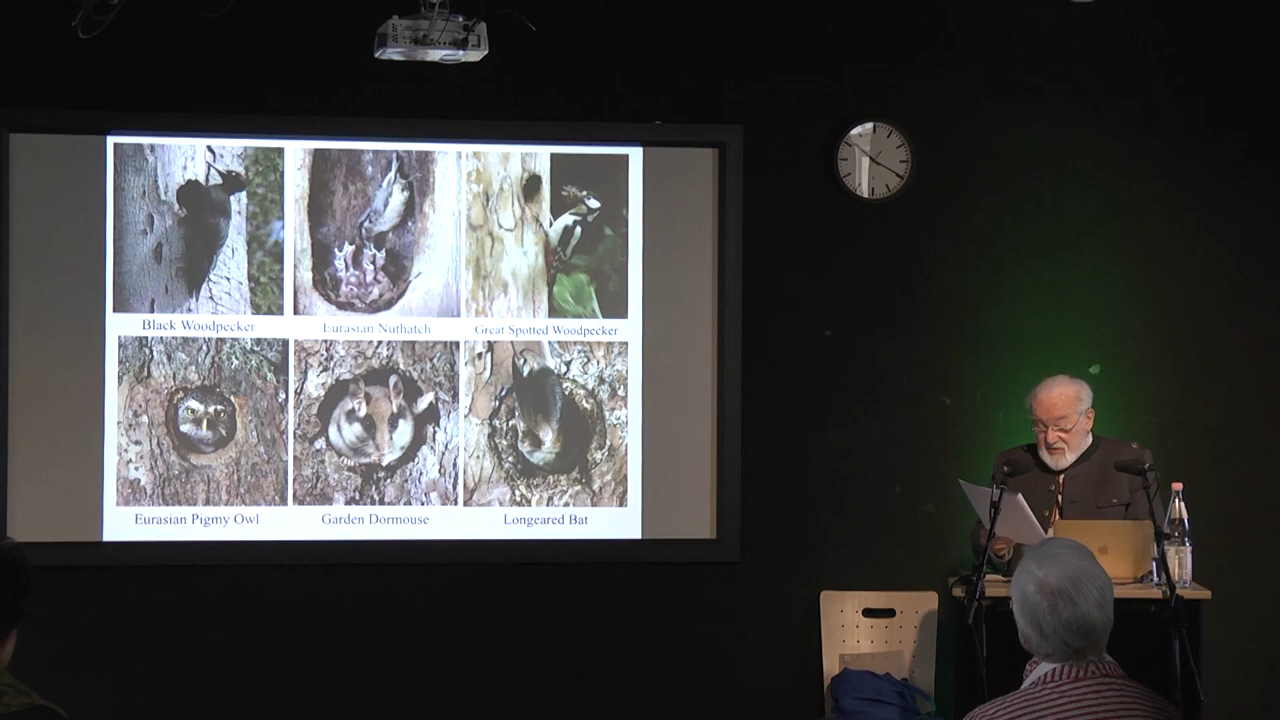 Black Woodpecker
Eurasian Nuthatch
Great Spotted Woodpecker
Eurasian Pigmy Owl
Garden Dormouse
Longeared Bat